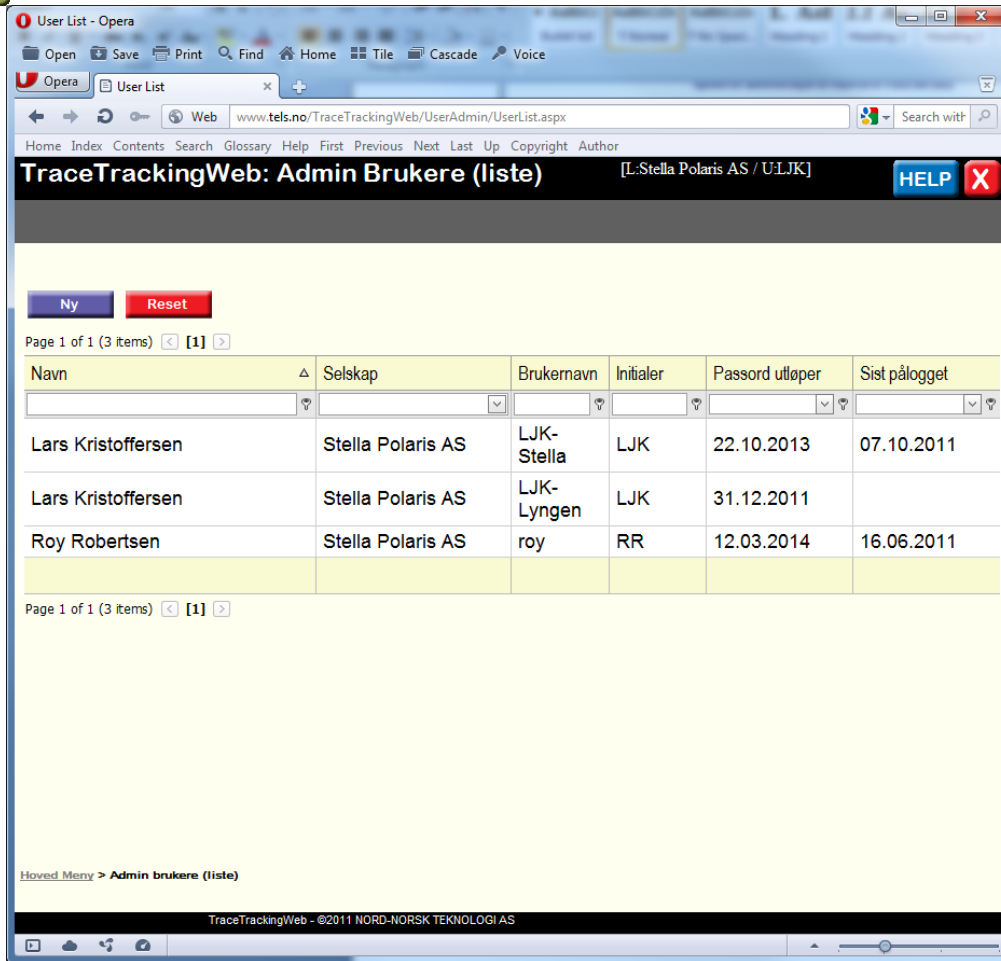 User List - Opera
Open Save Print Find Home Tile Cascade Voice
Opera User List
Web www.tels.no/TraceTrackingWeb/UserAdmin/UserList.aspx Search with
Home Index Contents Search Glossary Help First Previous Next Last Up Copyright Author
TraceTrackingWeb: Admin Brukere (liste) [L:Stella Polaris AS / U:LJK] HELP X
Ny Reset
Page 1 of 1 (3 items) < [1] >
Navn Selskap Brukernavn Initialer Passord utløper Sist pålogget
Lars Kristoffersen Stella Polaris AS LJK-Stella LJK 22.10.2013 07.10.2011
Lars Kristoffersen Stella Polaris AS LJK-Lyngen LJK 31.12.2011
Roy Robertsen Stella Polaris AS roy RR 12.03.2014 16.06.2011
Page 1 of 1 (3 items) < [1] >
Hoved Meny > Admin brukere (liste)
TraceTrackingWeb - ©2011 NORD-NORSK TEKNOLOGI AS